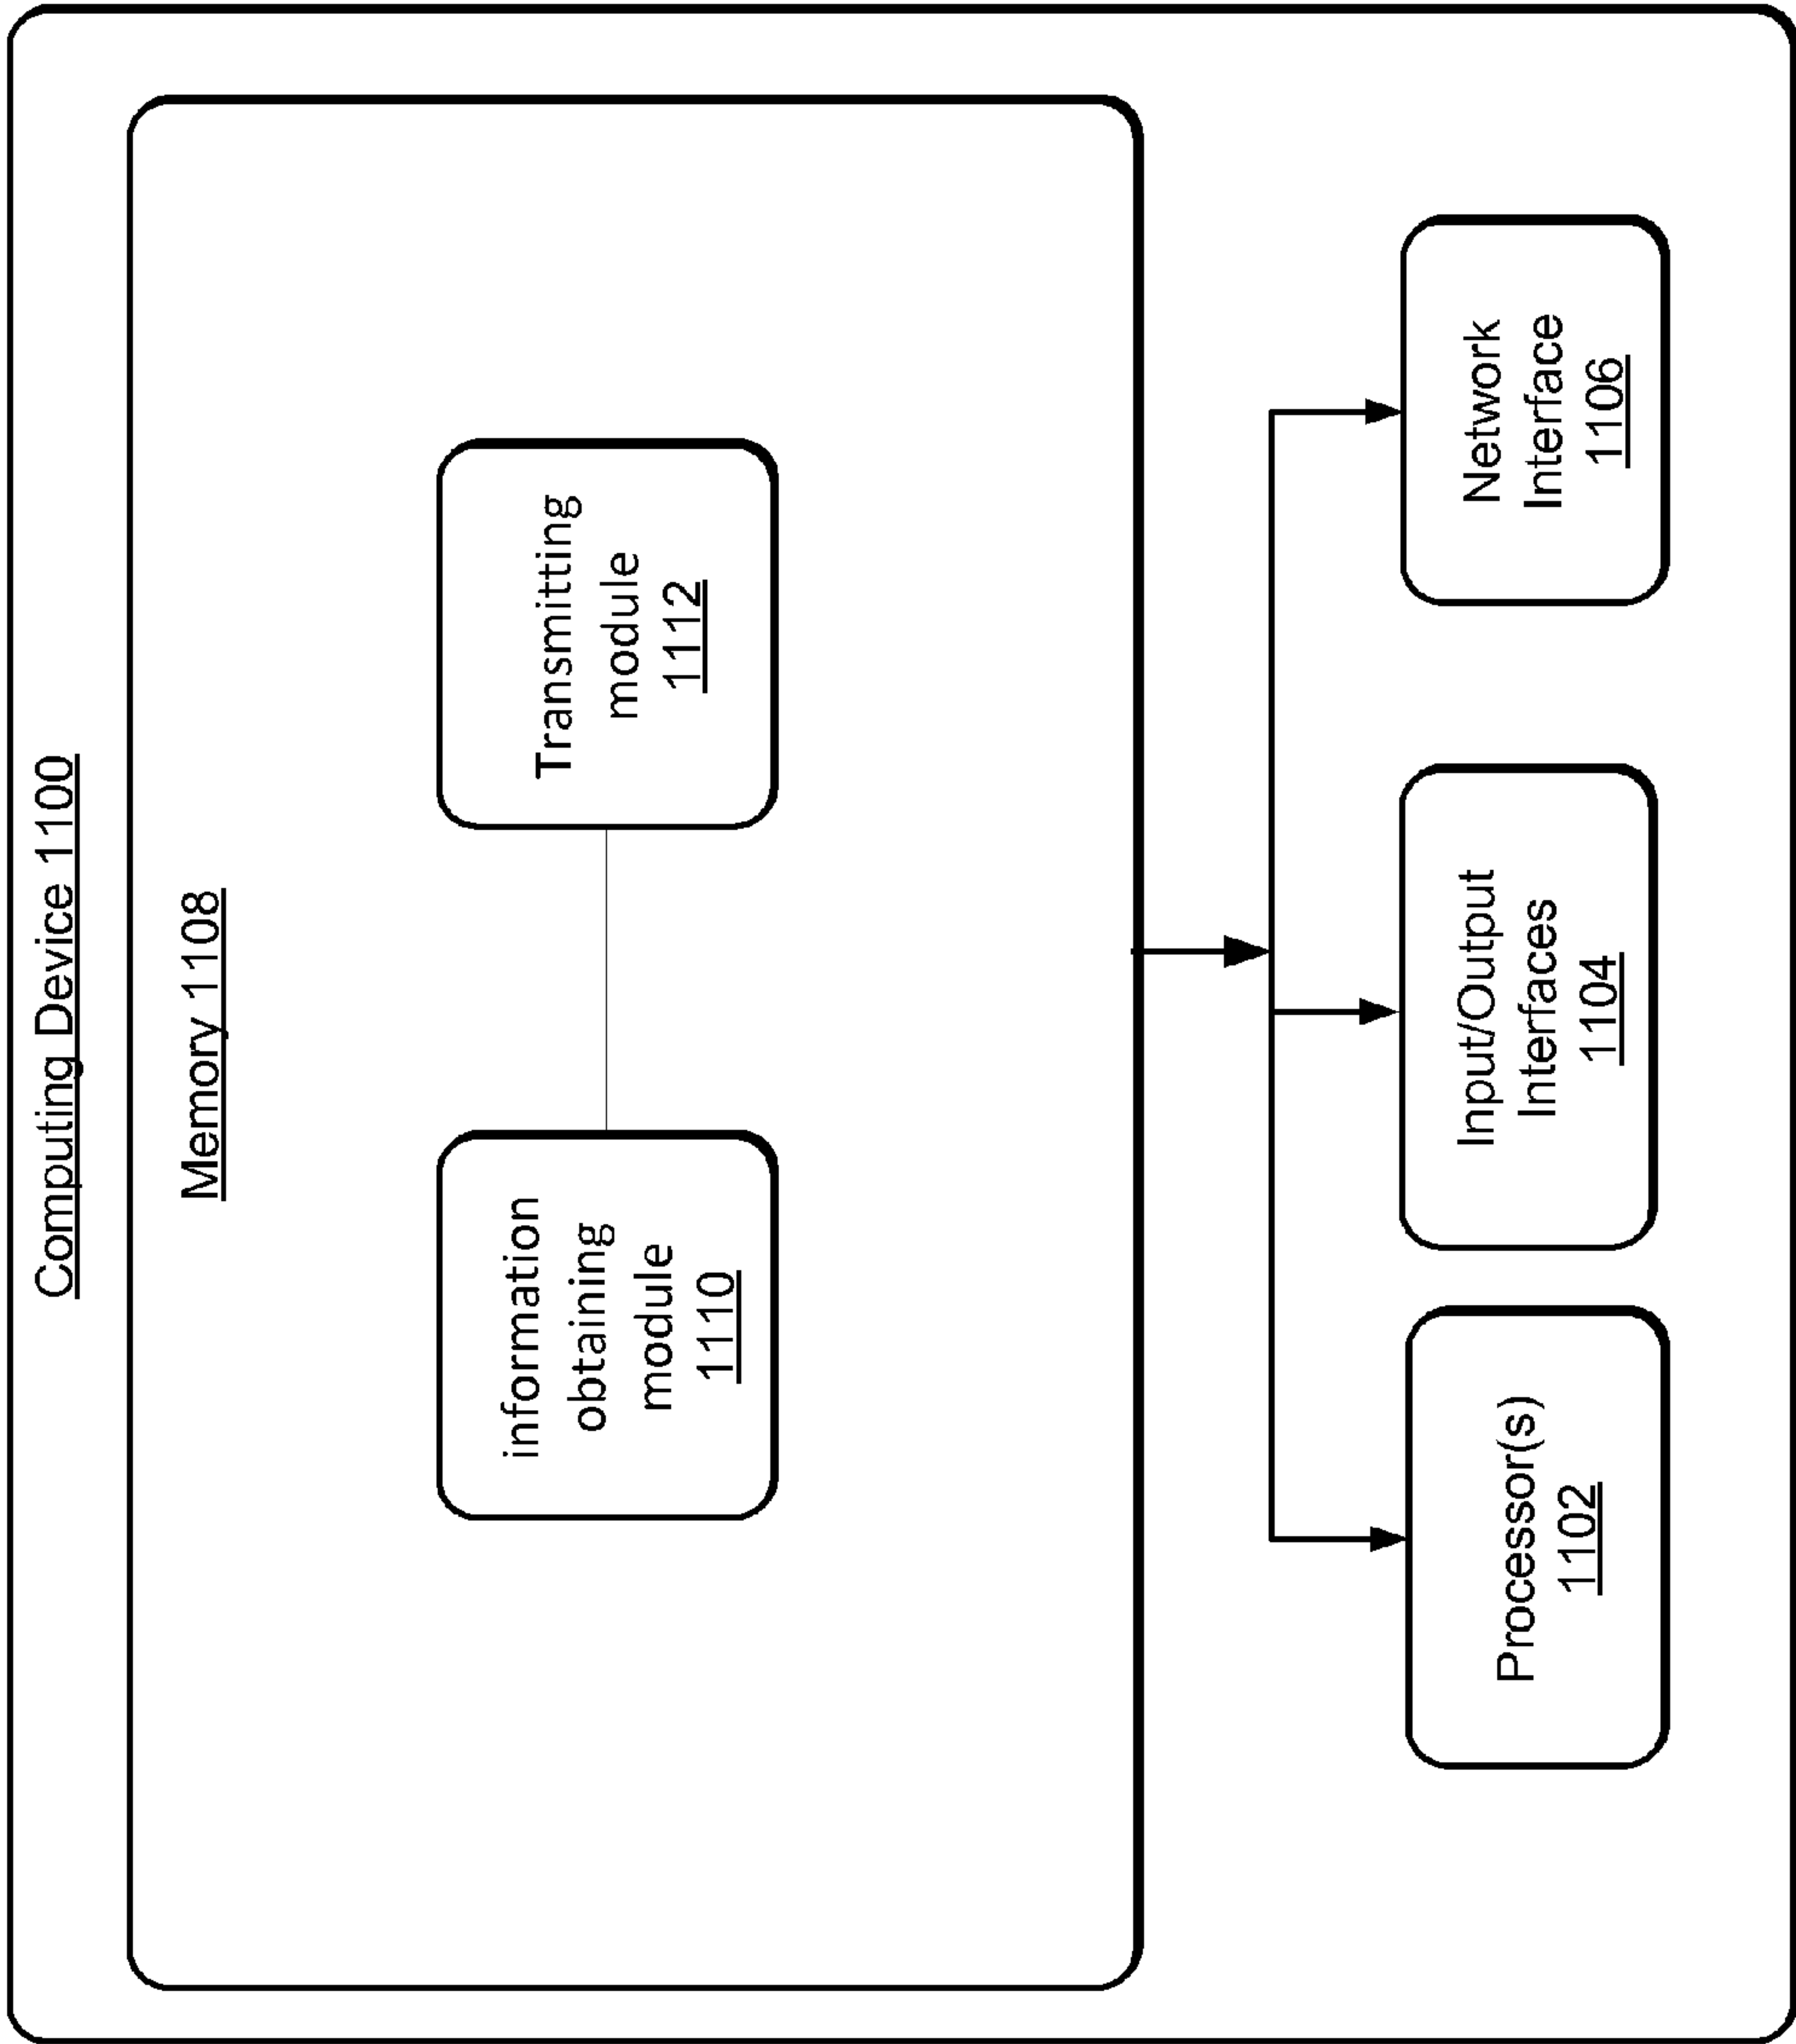 Computing Device 1100
Memory 1108
information
obtaining
module
1110
Transmitting
module
1112
Processor(s)
1102
Input/Output
Interfaces
1104
Network
Interface
1106